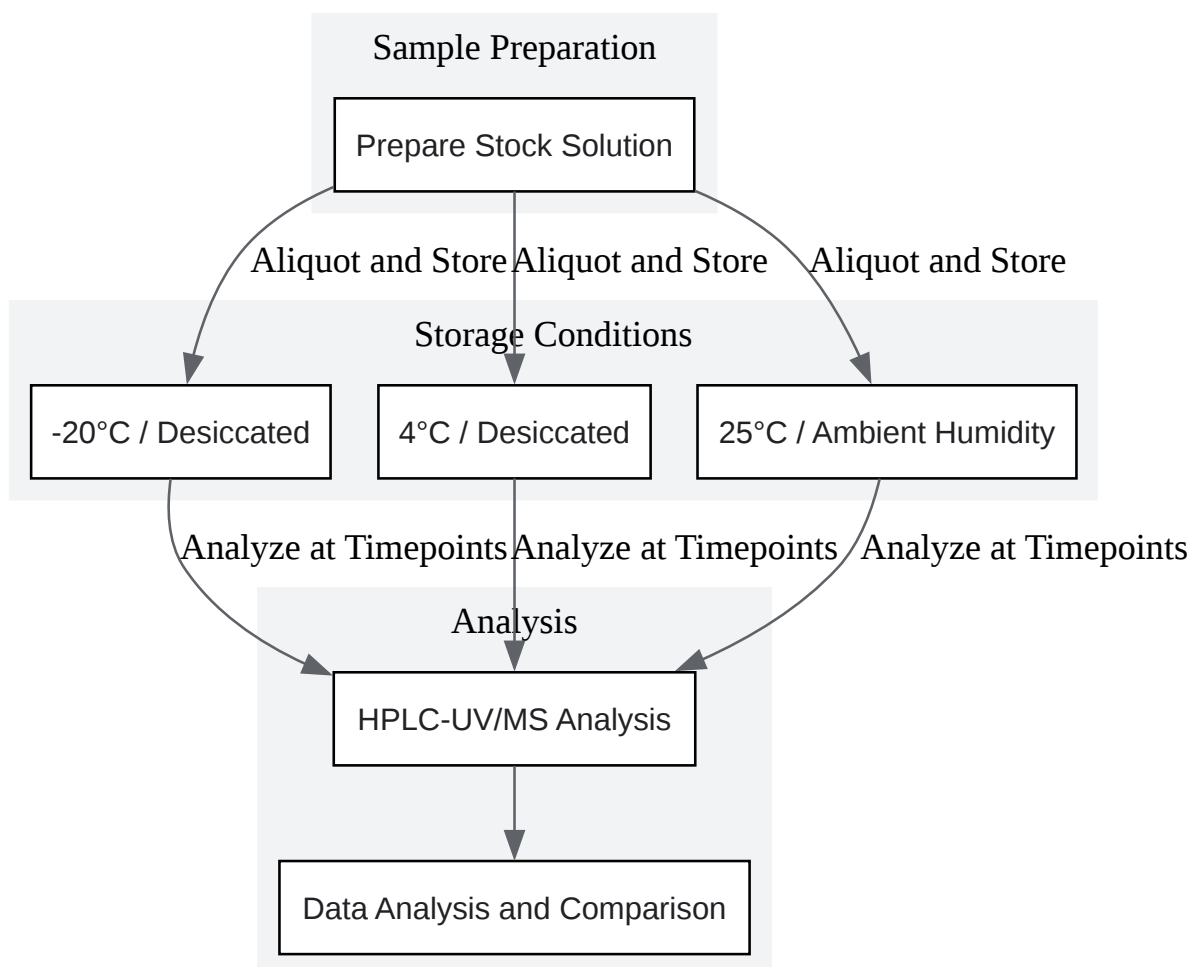 Sample Preparation
Prepare Stock Solution
Aliquot and Store
Aliquot and Store
Aliquot and Store
Storage Conditions
-20°C / Desiccated
4°C / Desiccated
25°C / Ambient Humidity
Analyze at Timepoints
Analyze at Timepoints
Analyze at Timepoints
Analysis
HPLC-UV/MS Analysis
Data Analysis and Comparison